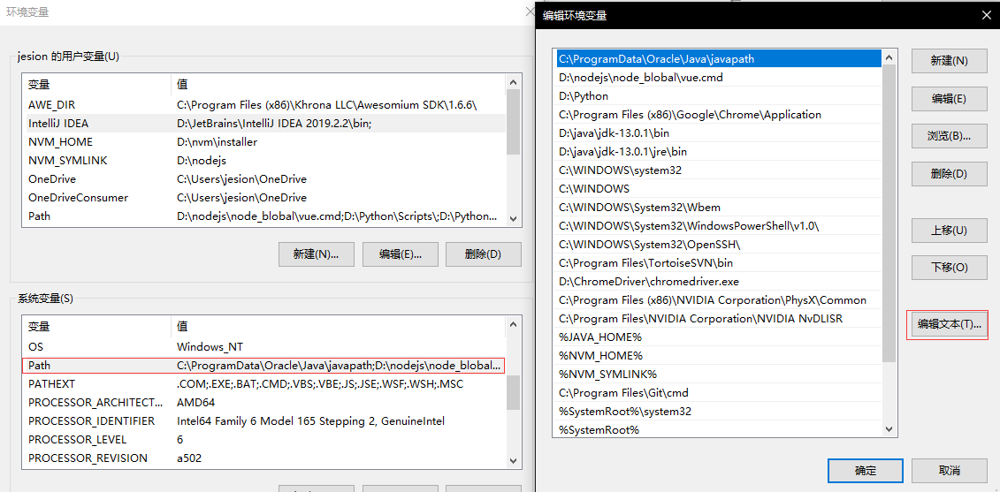 环境变量
jesion 的用户变量(U)
变量 值
AWE_DIR C:\Program Files (x86)\Khrona LLC\Awesomium SDK\1.6.6\
IntelliJ IDEA D:\JetBrains\IntelliJ IDEA 2019.2.2\bin;
NVM_HOME D:\nvm\installer
NVM_SYMLINK D:\nodejs
OneDrive C:\Users\jesion\OneDrive
OneDriveConsumer C:\Users\jesion\OneDrive
Path D:\nodejs\node_blobal\vue.cmd;D:\Python\Scripts\;D:\Python...
新建(N)... 编辑(E)... 删除(D)
系统变量(S)
变量 值
OS Windows_NT
Path C:\ProgramData\Oracle\Java\javapath;D:\nodejs\node_blobal...
PATHEXT .COM;.EXE;.BAT;.CMD;.VBS;.VBE;.JS;.JSE;.WSF;.WSH;.MSC
PROCESSOR_ARCHITECT... AMD64
PROCESSOR_IDENTIFIER Intel64 Family 6 Model 165 Stepping 2, GenuineIntel
PROCESSOR_LEVEL 6
PROCESSOR_REVISION a502
编辑环境变量
C:\ProgramData\Oracle\Java\javapath
D:\nodejs\node_blobal\vue.cmd
D:\Python
C:\Program Files (x86)\Google\Chrome\Application
D:\java\jdk-13.0.1\bin
D:\java\jdk-13.0.1\jre\bin
C:\WINDOWS\system32
C:\WINDOWS
C:\WINDOWS\System32\Wbem
C:\WINDOWS\System32\WindowsPowerShell\v1.0\
C:\WINDOWS\System32\OpenSSH\
C:\Program Files\TortoiseSVN\bin
D:\ChromeDriver\chromedriver.exe
C:\Program Files (x86)\NVIDIA Corporation\PhysX\Common
C:\Program Files\NVIDIA Corporation\NVIDIA NvDLISR
%JAVA_HOME%
%NVM_HOME%
%NVM_SYMLINK%
C:\Program Files\Git\cmd
%SystemRoot%\system32
%SystemRoot%
新建(N)
编辑(E)
浏览(B)...
删除(D)
上移(U)
下移(O)
编辑文本(T)...
确定 取消